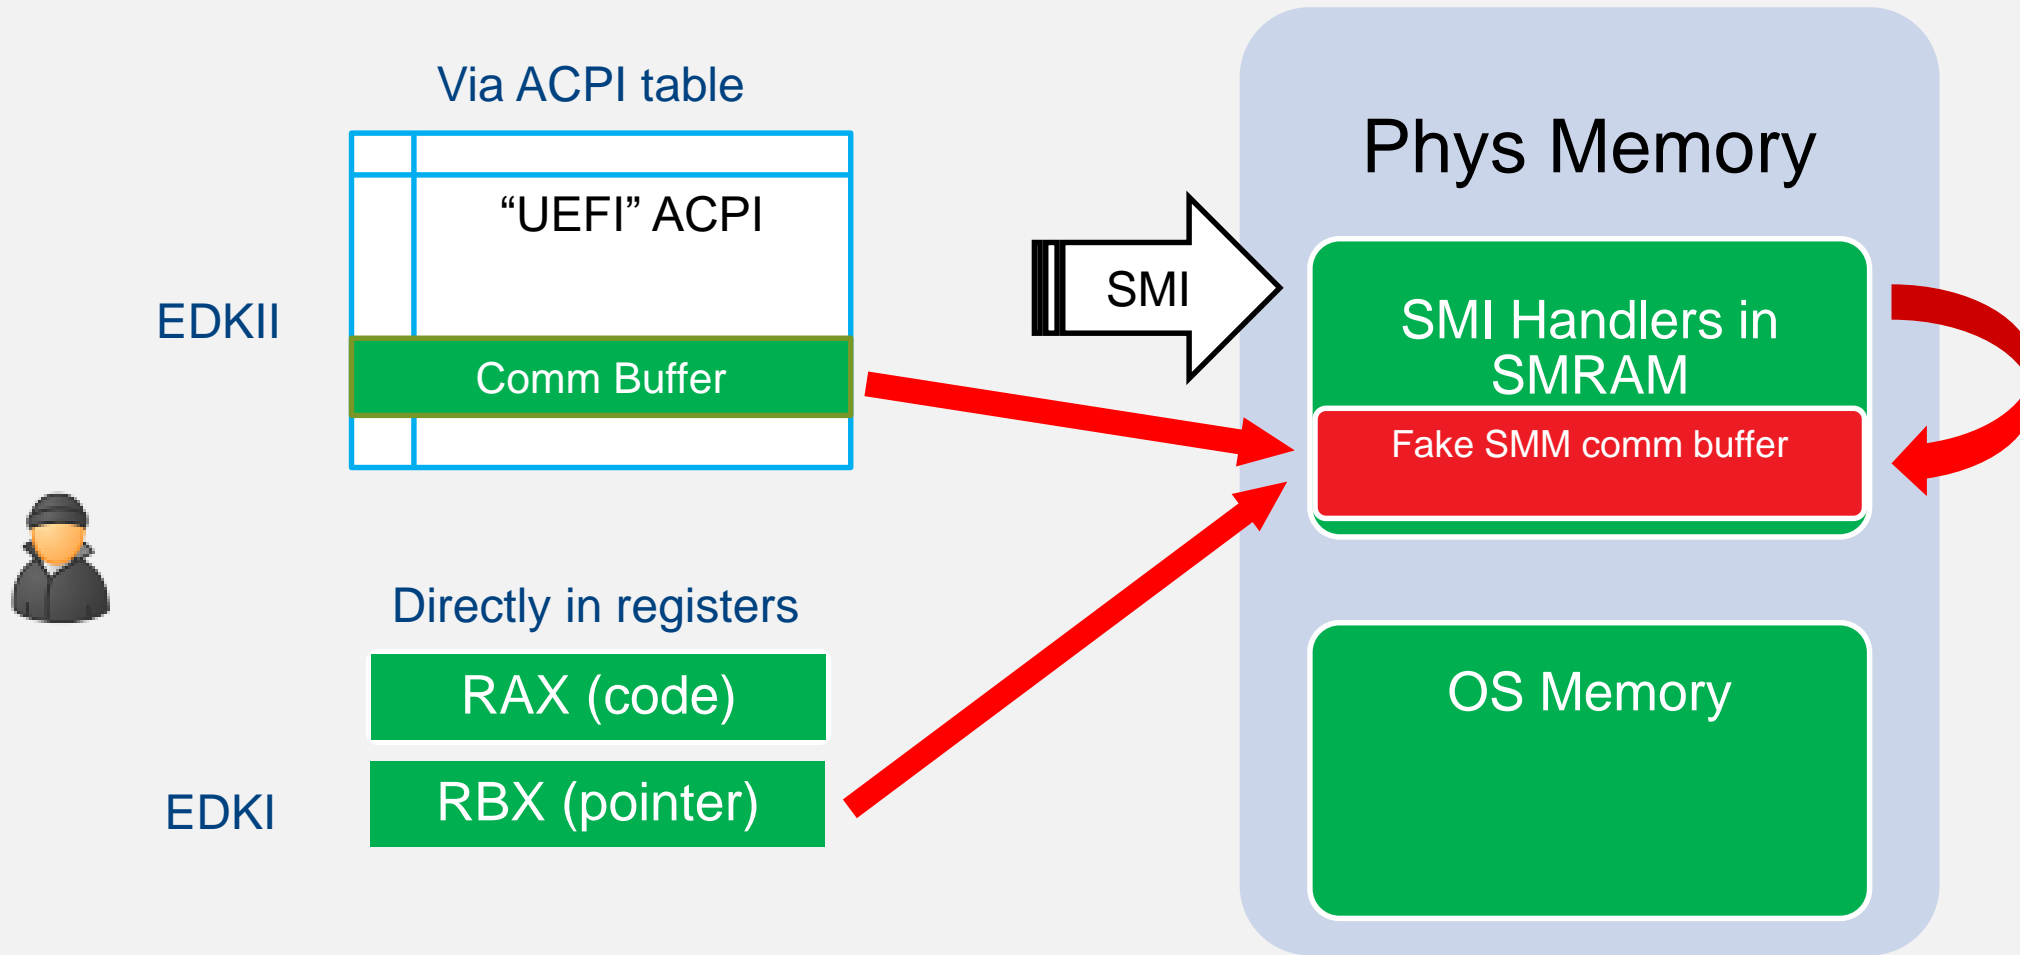 Via ACPI table
“UEFI” ACPI
EDKII
Comm Buffer
Directly in registers
RAX (code)
RBX (pointer)
EDKI
SMI
Phys Memory
SMI Handlers in
SMRAM
Fake SMM comm buffer
OS Memory